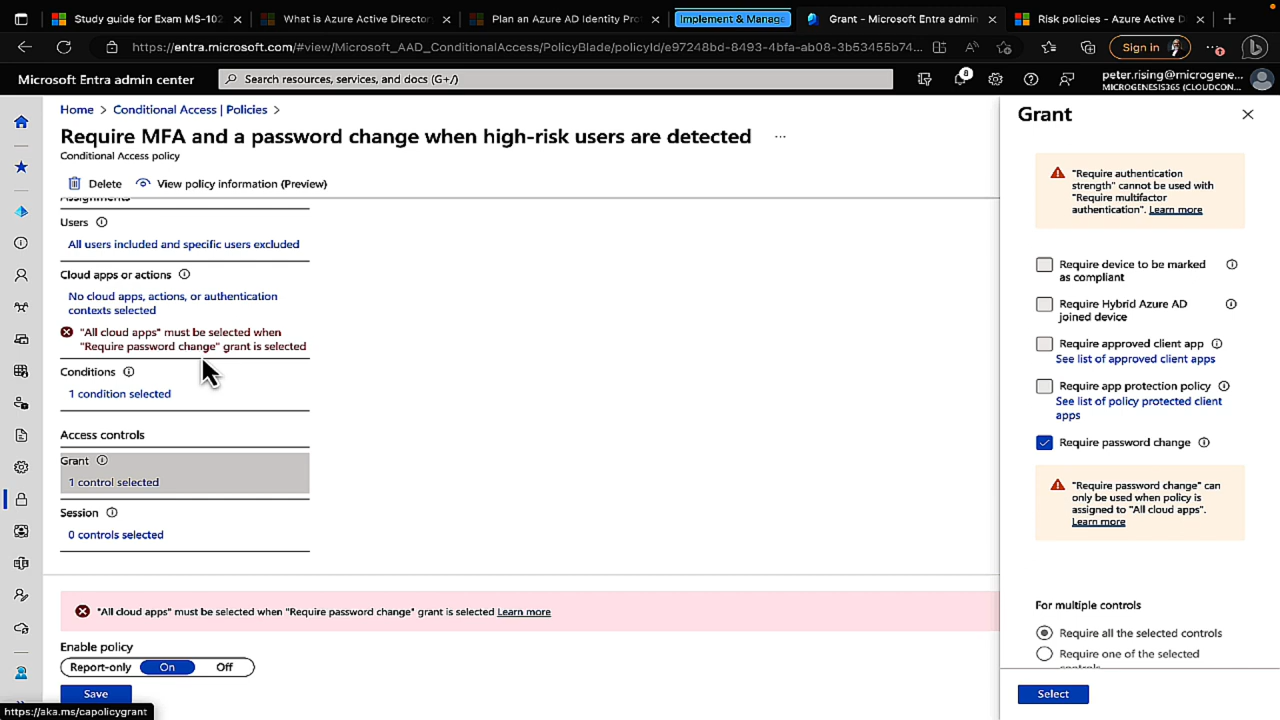 Study guide for Exam MS-102
What is Azure Active Director
Plan an Azure AD Identity Pro
Implement & Manage
Grant - Microsoft Entra admin
Risk policies - Azure Active D
https://entra.microsoft.com/#view/Microsoft_AAD_ConditionalAccess/PolicyBlade/policyId/e97248bd-8493-4bfa-ab08-3b53455b74...
Sign in
Microsoft Entra admin center
Search resources, services, and docs (G+/)
8
peter.rising@microgene...
MICROGENESIS365 (CLOUDCON...
Home > Conditional Access | Policies >
Require MFA and a password change when high-risk users are detected ...
Conditional Access policy
Delete
View policy information (Preview)
Assignments
Users
All users included and specific users excluded
Cloud apps or actions
No cloud apps, actions, or authentication
contexts selected
"All cloud apps" must be selected when
"Require password change" grant is selected
Conditions
1 condition selected
Access controls
Grant
1 control selected
Session
0 controls selected
"All cloud apps" must be selected when "Require password change" grant is selected Learn more
Enable policy
Report-only On Off
Save
https://aka.ms/capolicygrant
Grant
"Require authentication
strength" cannot be used with
"Require multifactor
authentication". Learn more
Require device to be marked
as compliant
Require Hybrid Azure AD
joined device
Require approved client app
See list of approved client apps
Require app protection policy
See list of policy protected client
apps
Require password change
"Require password change" can
only be used when policy is
assigned to "All cloud apps".
Learn more
For multiple controls
Require all the selected controls
Require one of the selected
controls
Select